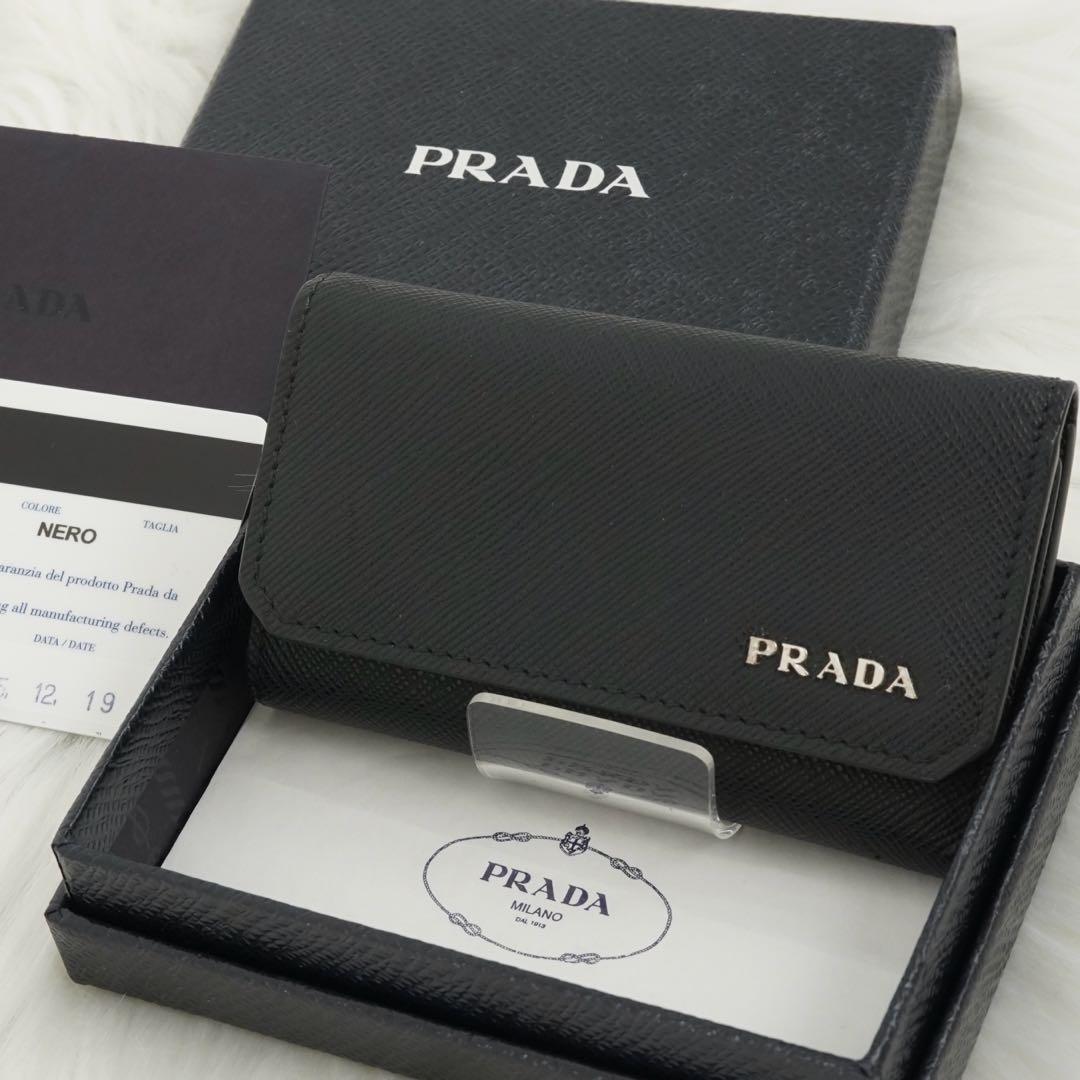 PRADA
ADA
COLORE
TAGLIA
NERO
aranzia del prodotto Prada da
g all manufacturing defects.
DATA / DATE
12, 19
PRADA
PRADA
MILANO
DAL 1913